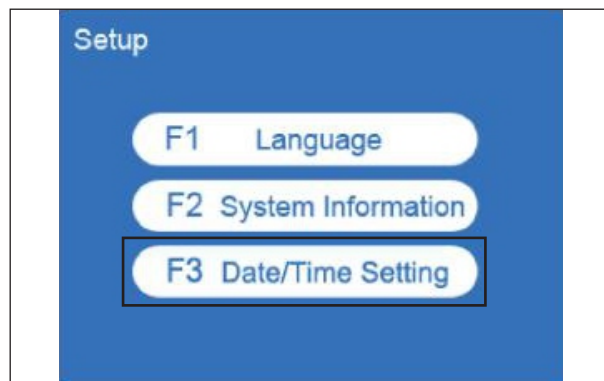 Setup
F1 Language
F2 System Information
F3 Date/Time Setting